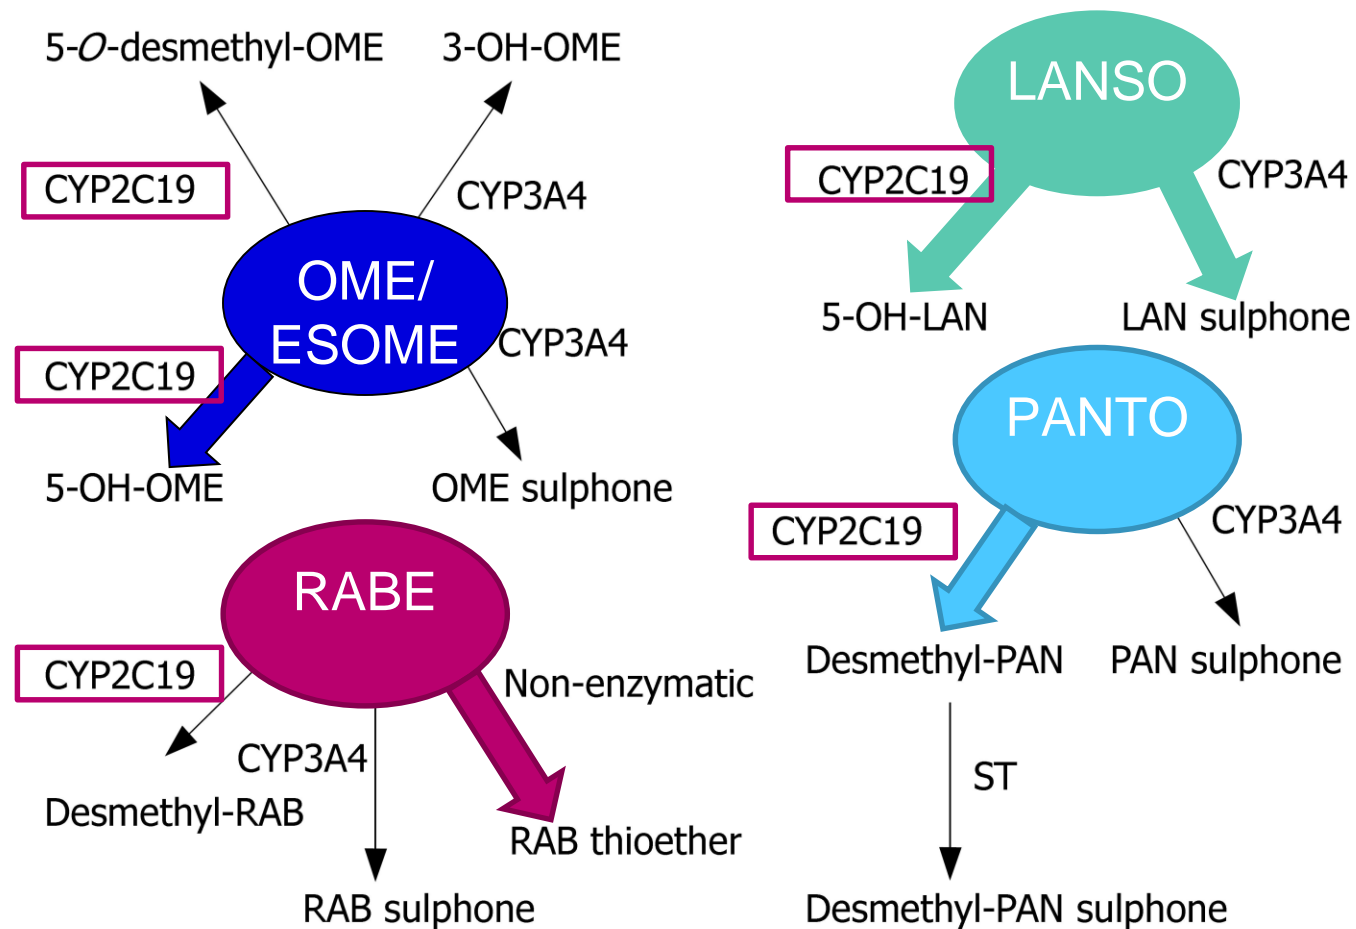 5-O-desmethyl-OME
3-OH-OME
CYP2C19
CYP3A4
OME/
ESOME
CYP2C19
CYP3A4
5-OH-OME
OME sulphone
RABE
CYP2C19
Non-enzymatic
CYP3A4
Desmethyl-RAB
RAB thioether
RAB sulphone
LANSO
CYP2C19
CYP3A4
5-OH-LAN
LAN sulphone
PANTO
CYP2C19
CYP3A4
Desmethyl-PAN
PAN sulphone
ST
Desmethyl-PAN sulphone